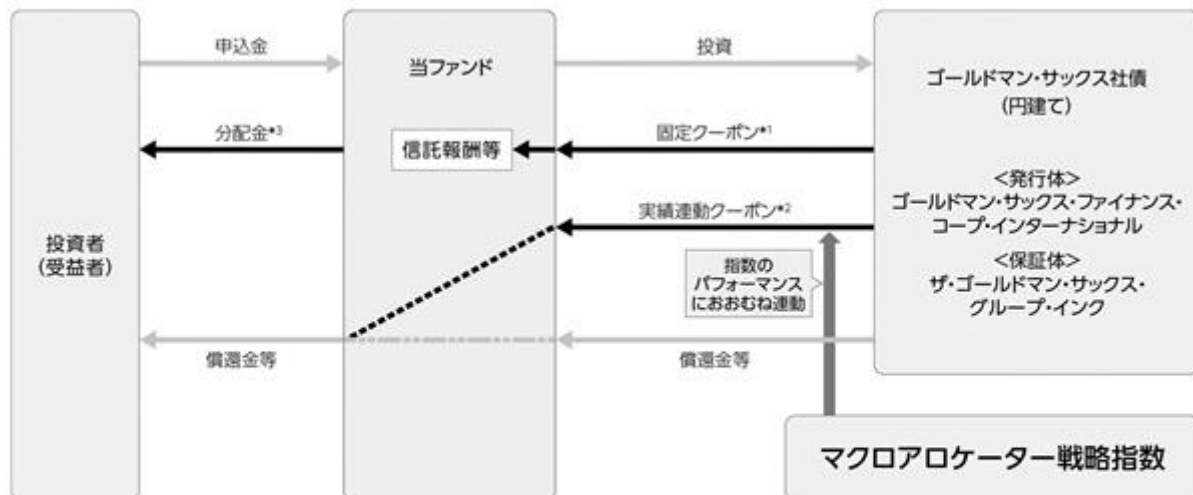 申込金
投資
当ファンド
ゴールドマン・サックス社債
(円建て)
分配金*3
信託報酬等
固定クーポン*1
実績連動クーポン*2
<発行体>
ゴールドマン・サックス・ファイナンス・
コープ・インターナショナル
<保証体>
ザ・ゴールドマン・サックス・
グループ・インク
投資者
(受益者)
指数の
パフォーマンス
におおむね連動
償還金等
償還金等
マクロアロケーター戦略指数